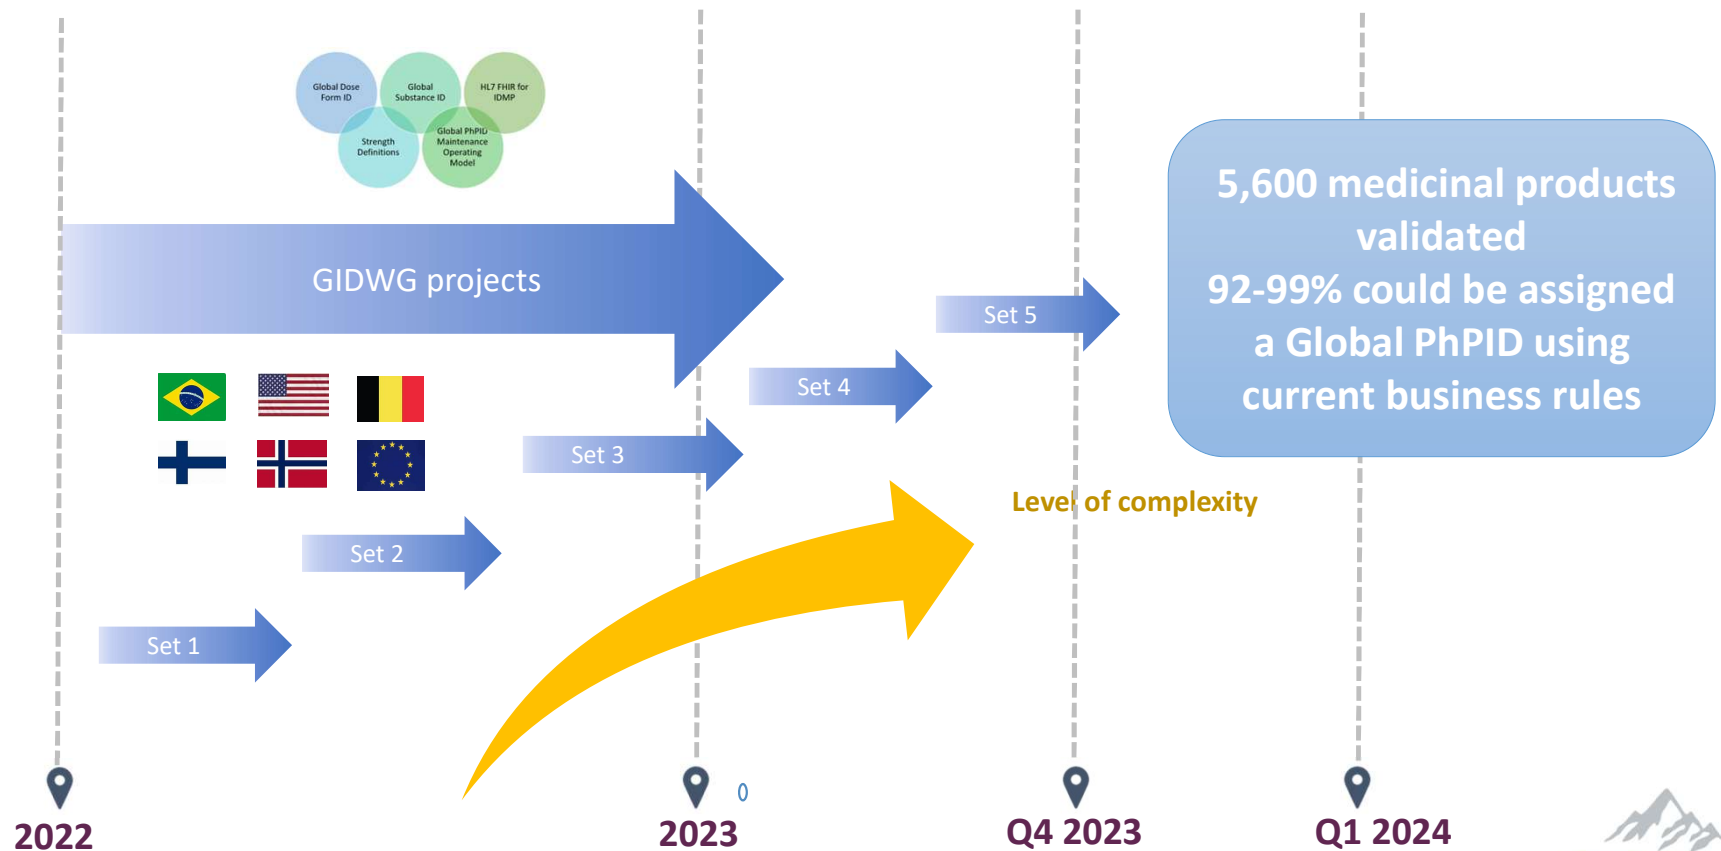 Global Dose
Form ID
Global
Substance ID
HL7 FHIR for
IDMP
Strength
Definitions
Global PhPID
Maintenance
Operating
Model
GIDWG projects
5,600 medicinal products
validated
92-99% could be assigned
a Global PhPID using
current business rules
Set 5
Set 4
Set 3
Level of complexity
Set 2
Set 1
0
2022
2023
Q4 2023
Q1 2024